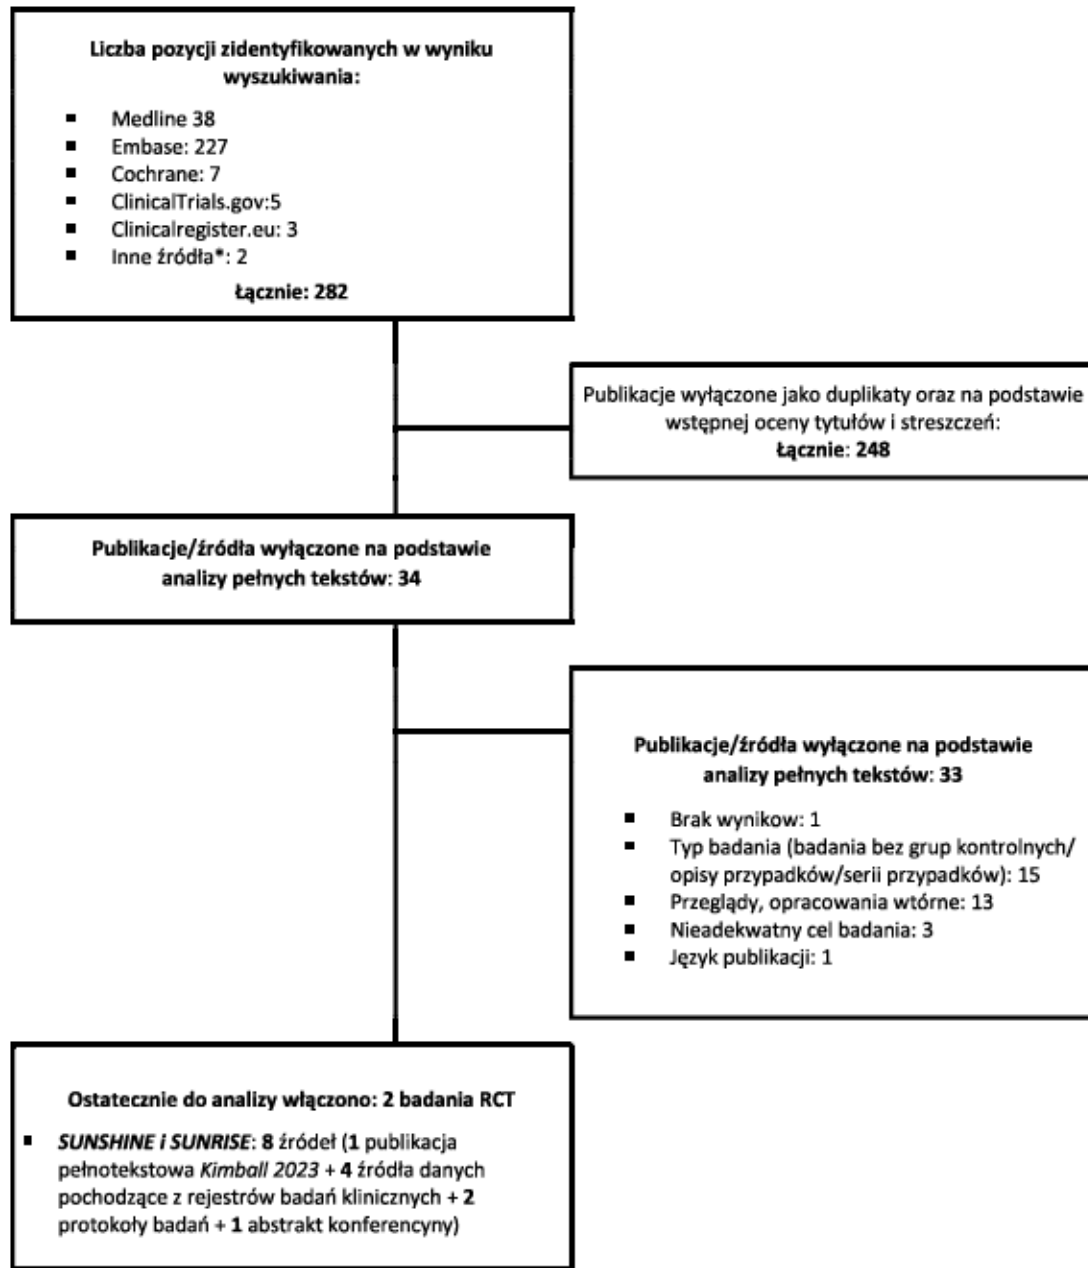 Liczba pozycji zidentyfikowanych w wyniku
wyszukiwania:
▪ Medline 38
▪ Embase: 227
▪ Cochrane: 7
▪ ClinicalTrials.gov:5
▪ Clinicalregister.eu: 3
▪ Inne źródła*: 2
Łącznie: 282
Publikacje wyłączone jako duplikaty oraz na podstawie
wstępnej oceny tytułów i streszczeń:
Łącznie: 248
Publikacje/źródła wyłączone na podstawie
analizy pełnych tekstów: 34
Publikacje/źródła wyłączone na podstawie
analizy pełnych tekstów: 33
▪ Brak wynikow: 1
▪ Typ badania (badania bez grup kontrolnych/
opisy przypadków/serii przypadków): 15
▪ Przeglądy, opracowania wtórne: 13
▪ Nieadekwatny cel badania: 3
▪ Język publikacji: 1
Ostatecznie do analizy włączono: 2 badania RCT
▪ SUNSHINE i SUNRISE: 8 źródeł (1 publikacja
pełnotekstowa Kimball 2023 + 4 źródła danych
pochodzące z rejestrów badań klinicznych + 2
protokoły badań + 1 abstrakt konferencyny)